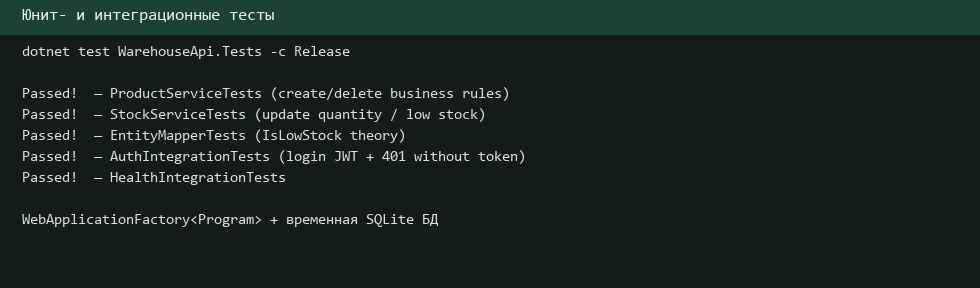 Юнит- и интеграционные тесты
dotnet test WarehouseApi.Tests -c Release
Passed!  — ProductServiceTests (create/delete business rules)
Passed!  — StockServiceTests (update quantity / low stock)
Passed!  — EntityMapperTests (IsLowStock theory)
Passed!  — AuthIntegrationTests (login JWT + 401 without token)
Passed!  — HealthIntegrationTests
WebApplicationFactory<Program> + временная SQLite БД